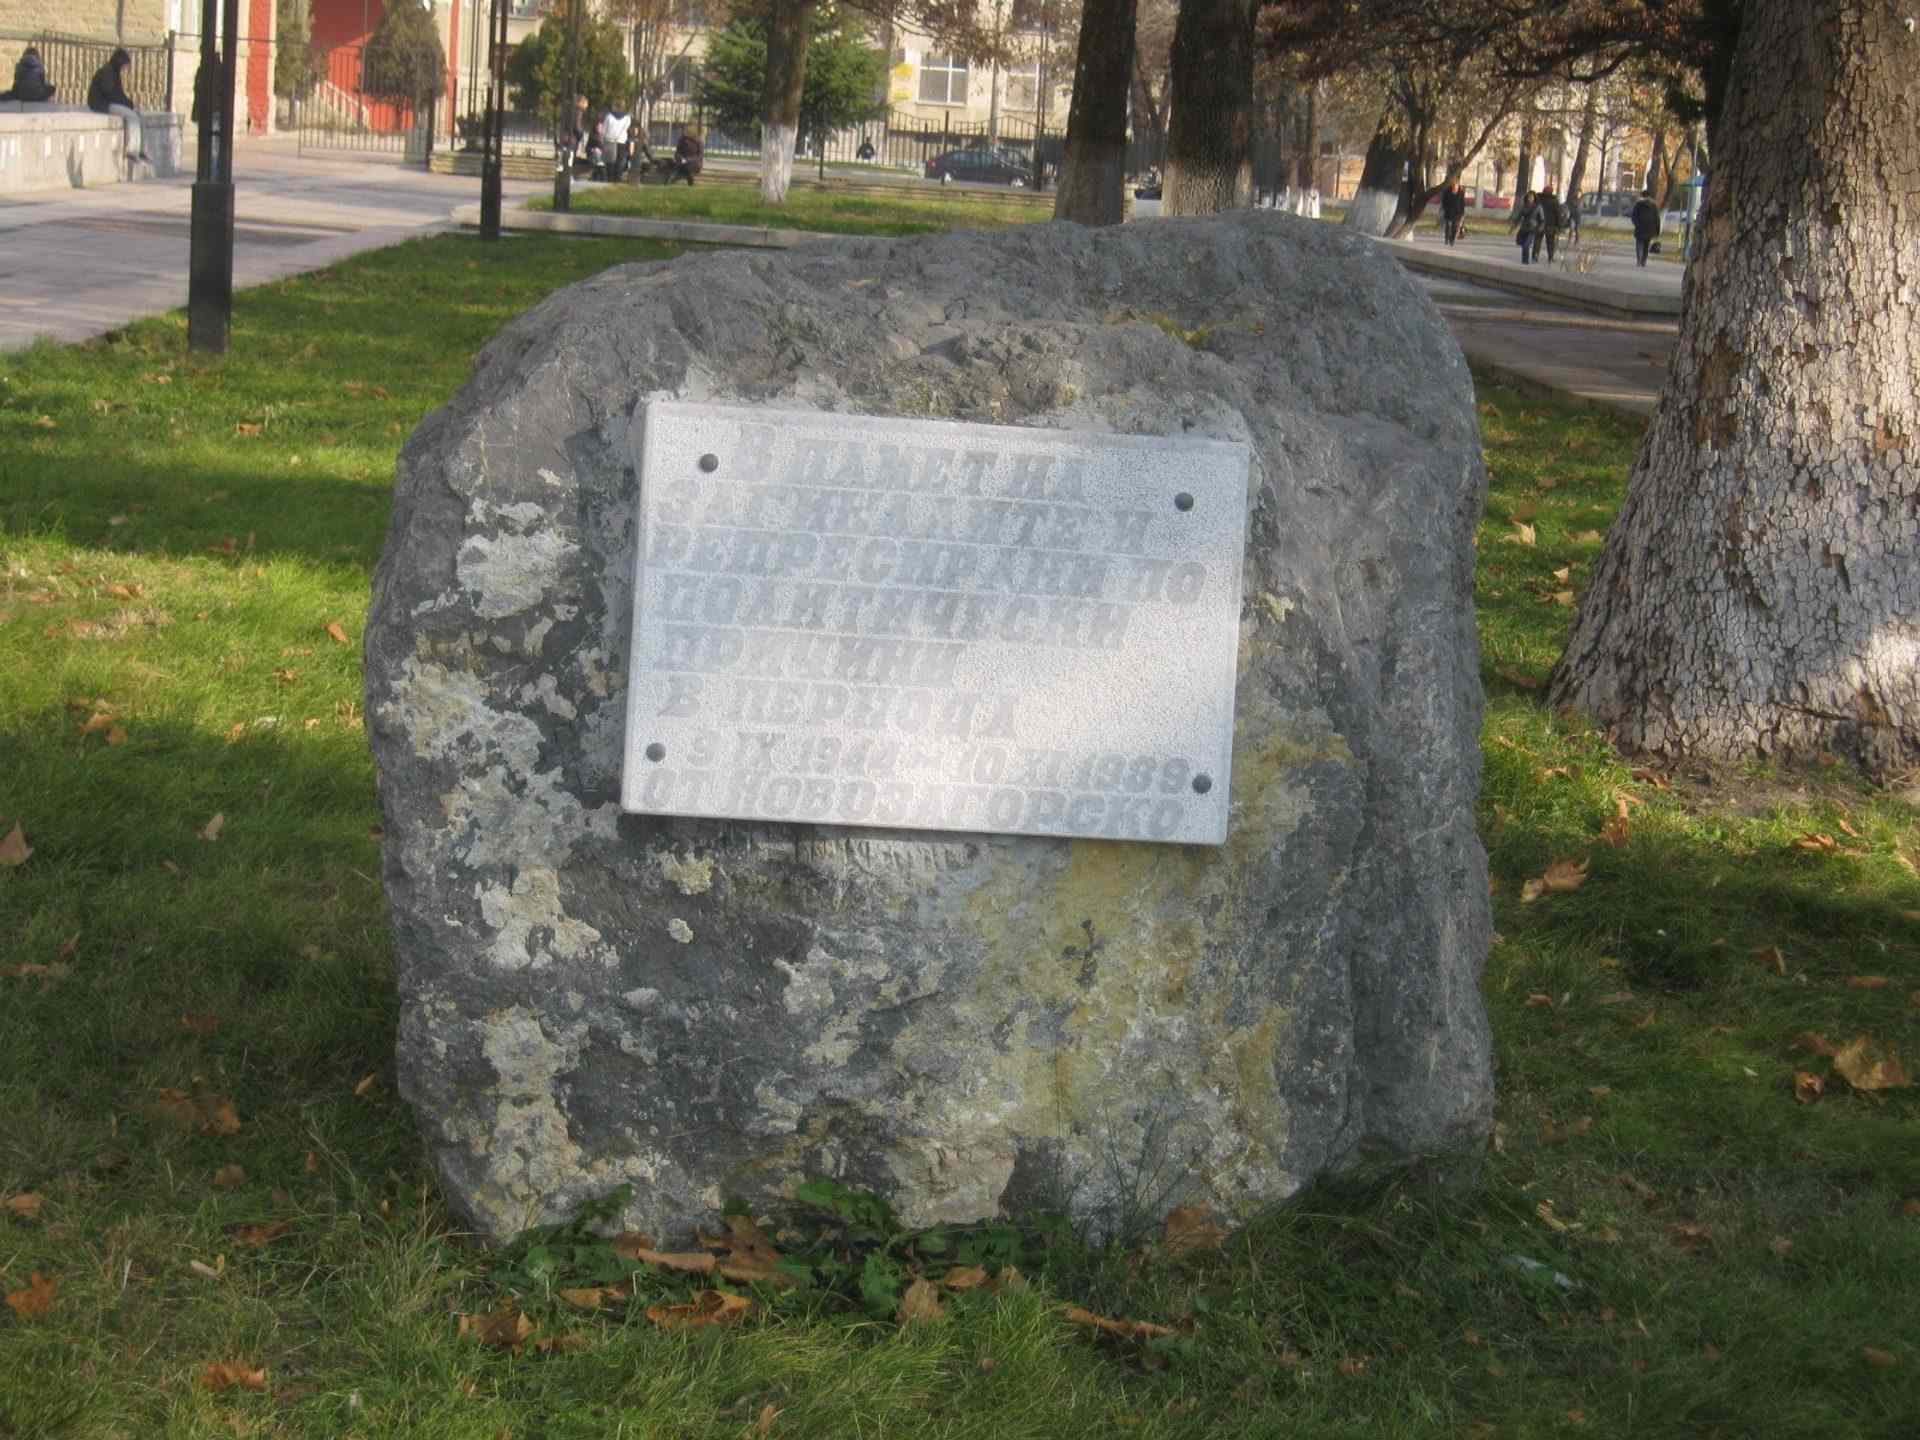 В ПАМЕТ НА
ЗАГИНАЛИТЕ И
РЕПРЕСИРАНИ ПО
ПОЛИТИЧЕСКИ
ПРИЧИНИ
В ПЕРИОДА
9 IX 1944 - 10 XI 1989
ОТ НОВОЗАГОРСКО